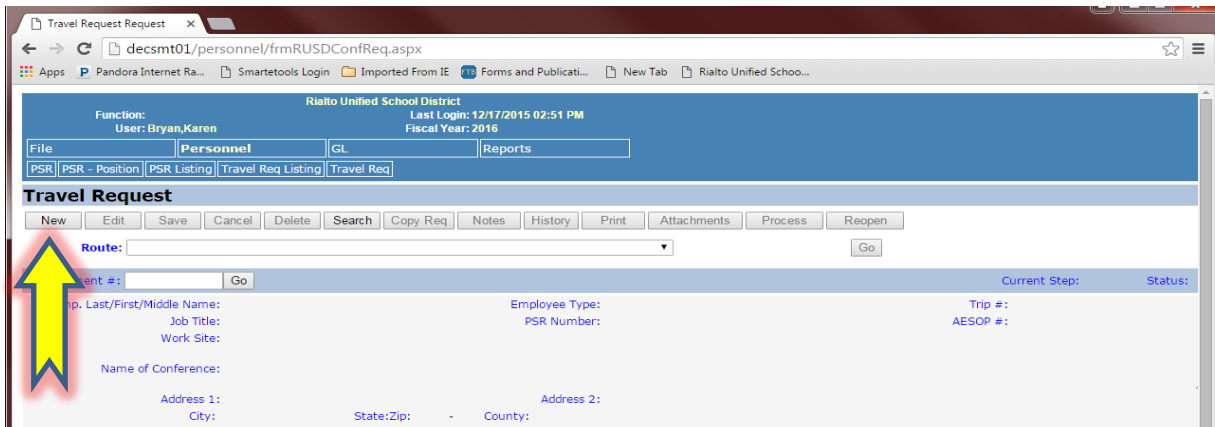 Travel Request Request
decsmt01/personnel/frmRUSDConfReq.aspx
Apps P Pandora Internet Ra... Smartetools Login Imported From IE FTB Forms and Publicati... New Tab Rialto Unified Schoo...
Rialto Unified School District
Function: Last Login: 12/17/2015 02:51 PM
User: Bryan,Karen Fiscal Year: 2016
File Personnel GL Reports
PSR PSR - Position PSR Listing Travel Req Listing Travel Req
Travel Request
New Edit Save Cancel Delete Search Copy Req Notes History Print Attachments Process Reopen
Route: Go
ent #: Go Current Step: Status:
p. Last/First/Middle Name: Employee Type: Trip #:
Job Title: PSR Number: AESOP #:
Work Site:
Name of Conference:
Address 1: Address 2:
City: State: Zip: - County: